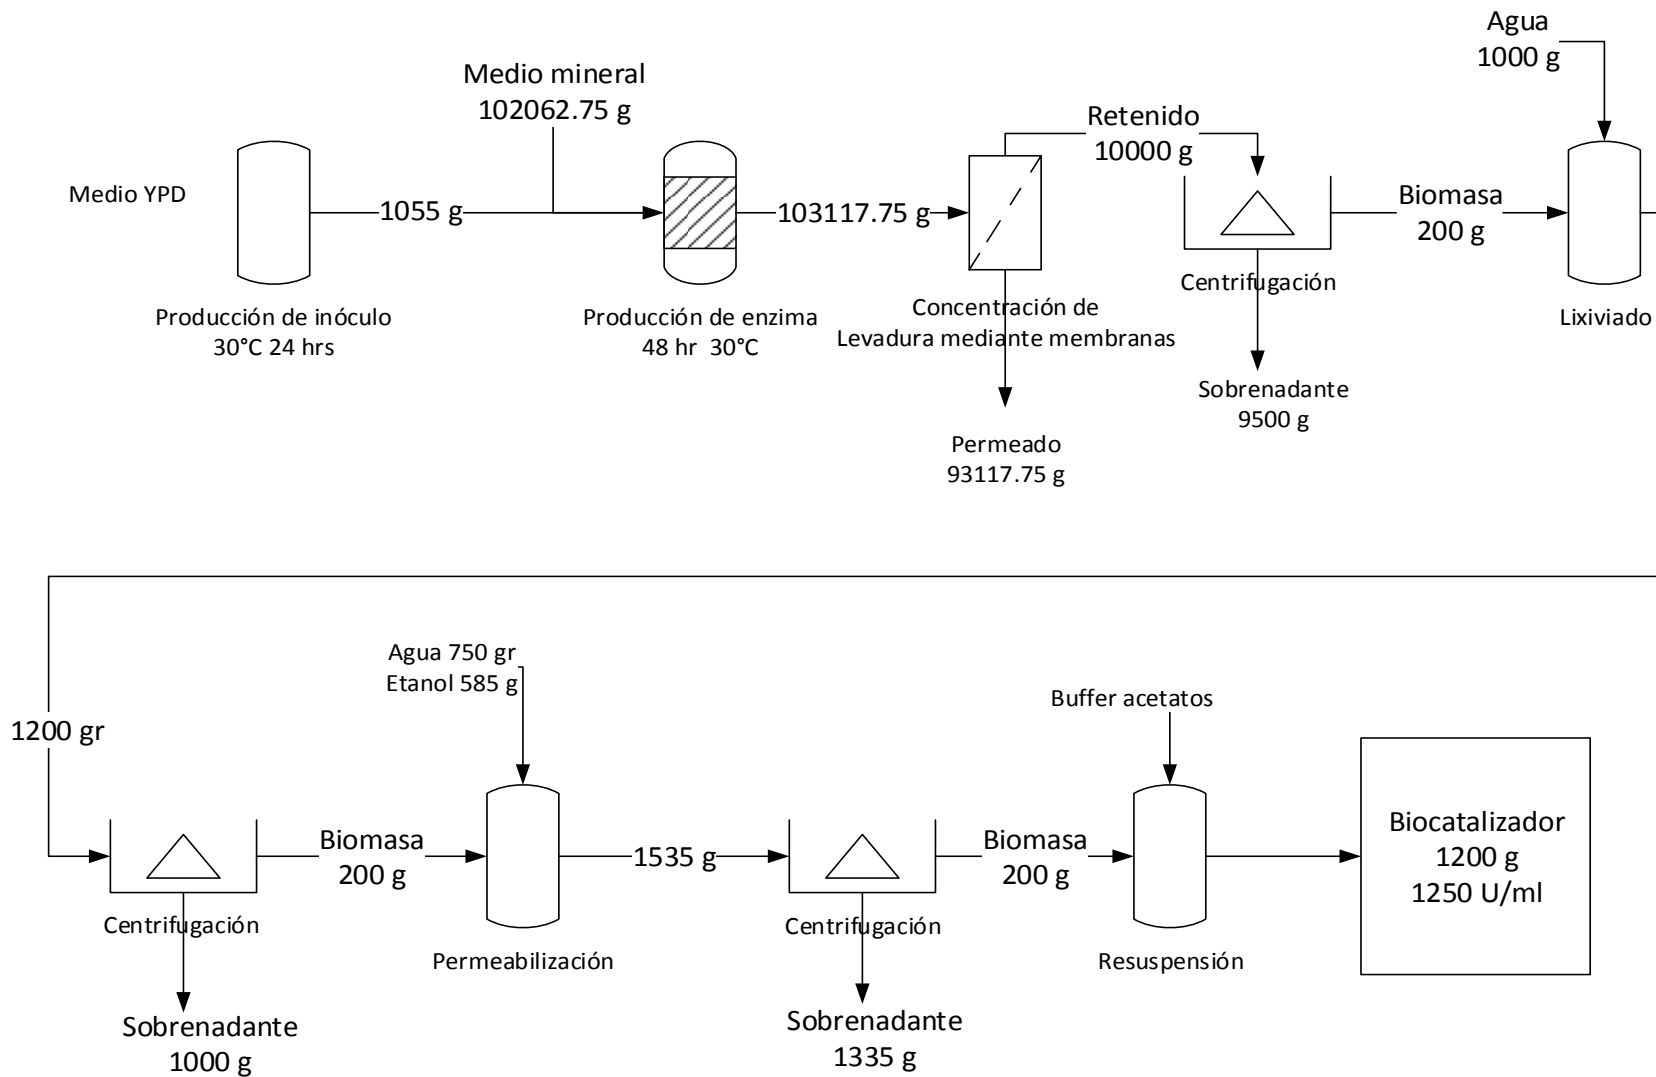 Agua
1000 g
Medio mineral
102062.75 g
Retenido
10000 g
Medio YPD
1055 g
103117.75 g
Biomasa
200 g
Centrifugación
Producción de inóculo
30°C 24 hrs
Producción de enzima
48 hr  30°C
Concentración de
Levadura mediante membranas
Lixiviado
Sobrenadante
9500 g
Permeado
93117.75 g
Agua 750 gr
Etanol 585 g
Buffer acetatos
1200 gr
Biomasa
200 g
1535 g
Biomasa
200 g
Biocatalizador
1200 g
1250 U/ml
Centrifugación
Permeabilización
Centrifugación
Resuspensión
Sobrenadante
1000 g
Sobrenadante
1335 g